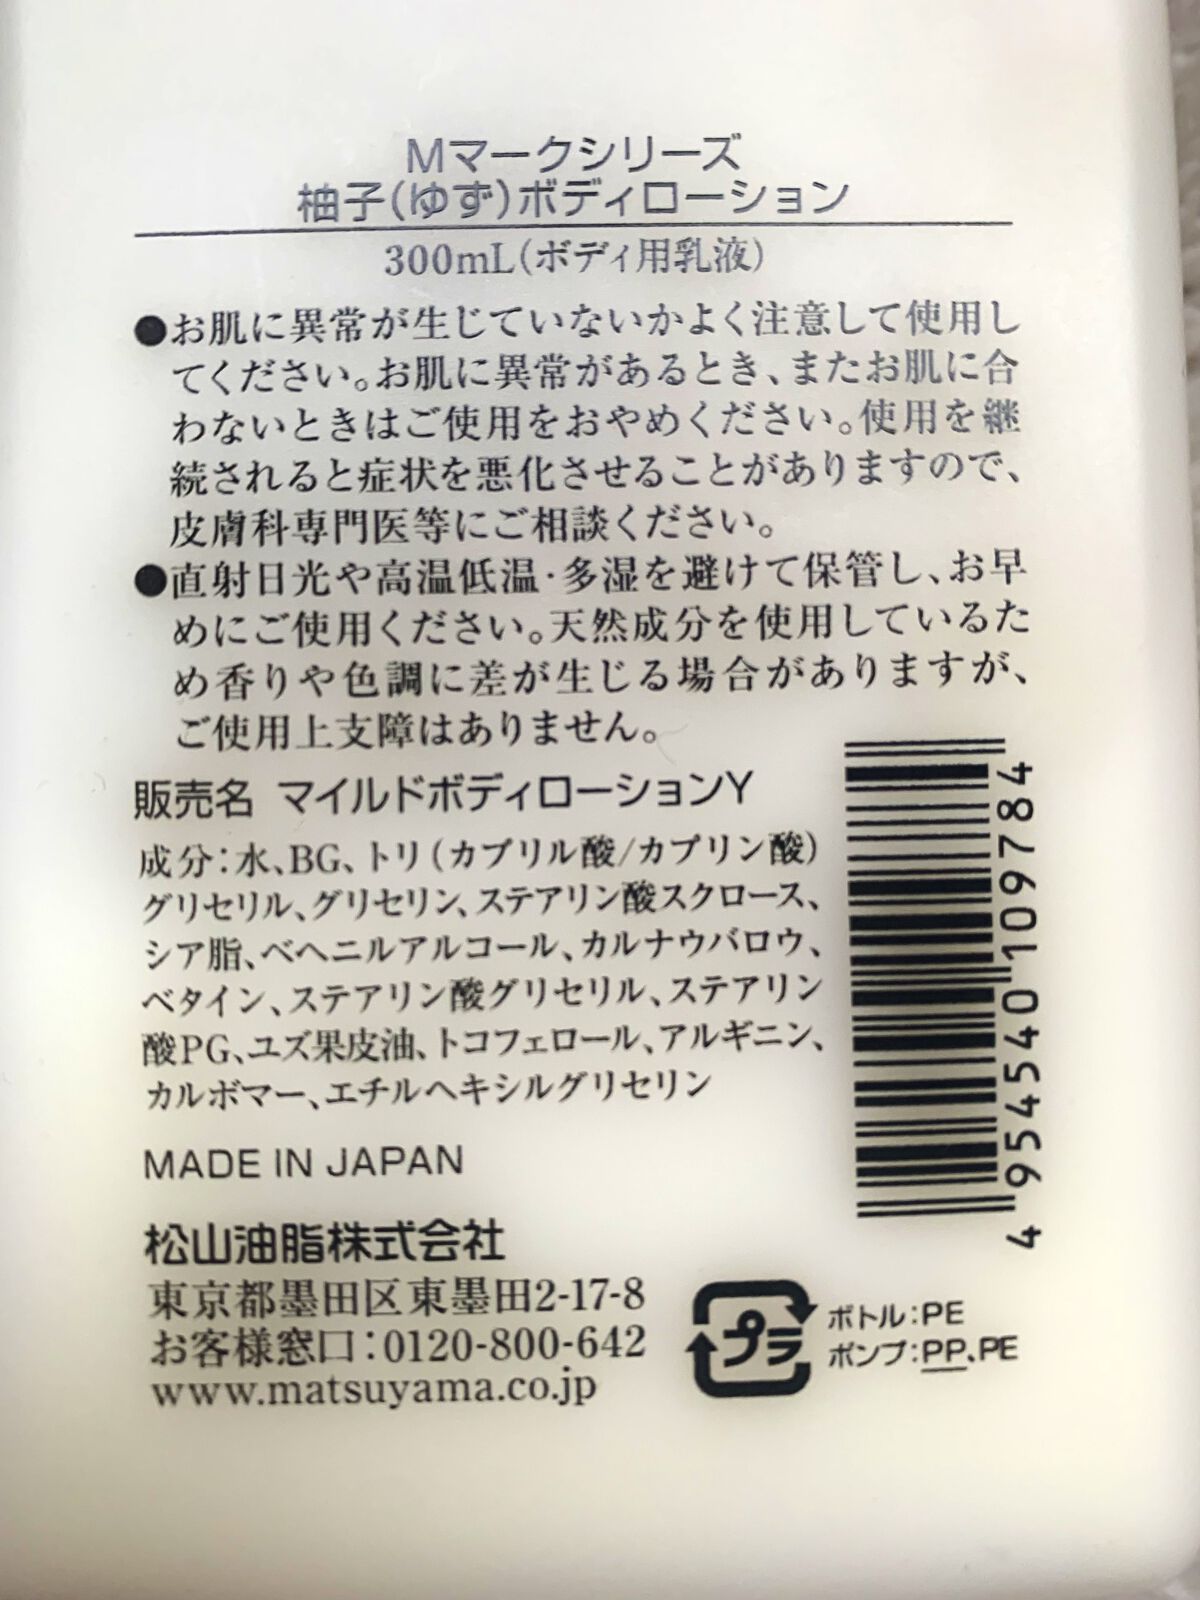 Mマークシリーズ
柚子(ゆず)ボディローション
300mL(ボディ用乳液)
●お肌に異常が生じていないかよく注意して使用し
てください。お肌に異常があるとき、またお肌に合
わないときはご使用をおやめください。使用を継
続されると症状を悪化させることがありますので、
皮膚科専門医等にご相談ください。
●直射日光や高温低温・多湿を避けて保管し、お早
めにご使用ください。天然成分を使用しているた
め香りや色調に差が生じる場合がありますが、
ご使用上支障はありません。
販売名 マイルドボディローションY
成分:水、BG、トリ(カプリル酸/カプリン酸)
グリセリル、グリセリン、ステアリン酸スクロース、
シア脂、ベヘニルアルコール、カルナウバロウ、
ベタイン、ステアリン酸グリセリル、ステアリン
酸PG、ユズ果皮油、トコフェロール、アルギニン、
カルボマー、エチルヘキシルグリセリン
MADE IN JAPAN
松山油脂株式会社
東京都墨田区東墨田2-17-8
お客様窓口:0120-800-642
www.matsuyama.co.jp
4 954540 109784
プラ
ボトル:PE
ポンプ:PP、PE